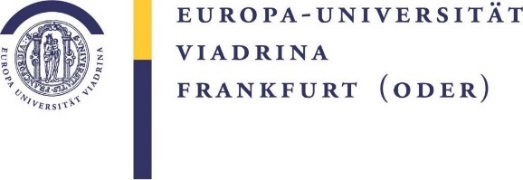 EUROPA-UNIVERSITÄT
VIADRINA
FRANKFURT (ODER)
EUROPA UNIVERSITÄT VIADRINA